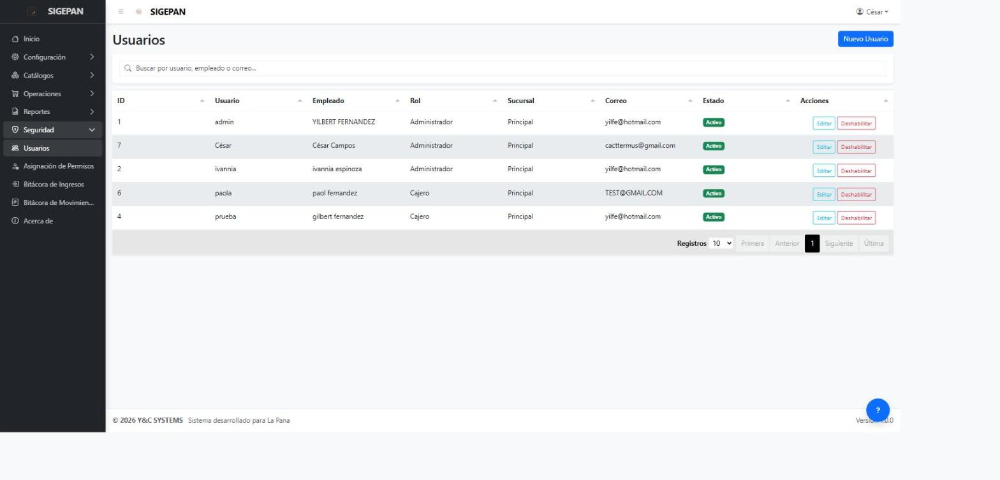 SIGEPAN
SIGEPAN
César
Inicio
Configuración
Catálogos
Operaciones
Reportes
Seguridad
Usuarios
Asignación de Permisos
Bitácora de Ingresos
Bitácora de Movimien...
Acerca de
Usuarios
Nuevo Usuario
Buscar por usuario, empleado o correo...
ID Usuario Empleado Rol Sucursal Correo Estado Acciones
1 admin YILBERT FERNANDEZ Administrador Principal yilfe@hotmail.com Activo Editar Deshabilitar
7 César César Campos Administrador Principal cacttermus@gmail.com Activo Editar Deshabilitar
2 ivannia ivannia espinoza Administrador Principal yilfe@hotmail.com Activo Editar Deshabilitar
6 paola paol fernandez Cajero Principal TEST@GMAIL.COM Activo Editar Deshabilitar
4 prueba gilbert fernandez Cajero Principal yilfe@hotmail.com Activo Editar Deshabilitar
Registros 10 Primera Anterior 1 Siguiente Última
?
© 2026 Y&C SYSTEMS Sistema desarrollado para La Pana